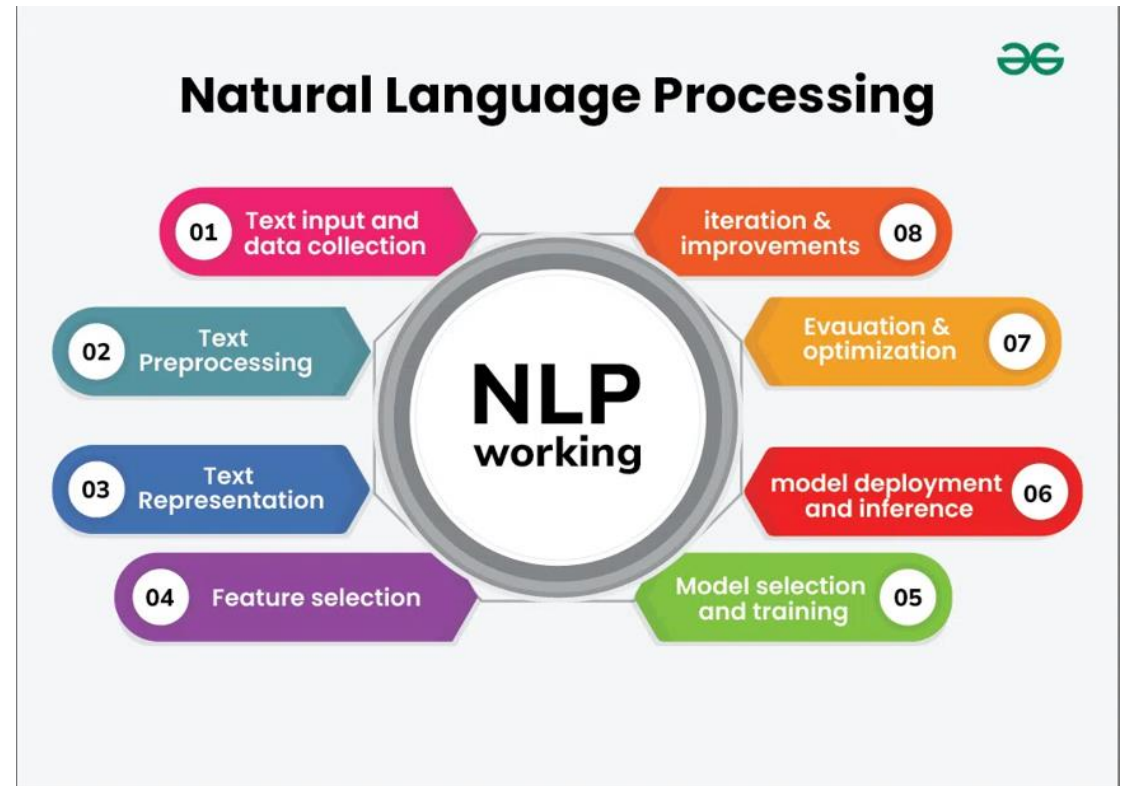 Natural Language Processing
01
Text input and
data collection
02
Text
Preprocessing
03
Text
Representation
04
Feature selection
Model selection
and training
05
model deployment
and inference
06
Evauation &
optimization
07
iteration &
improvements
08
NLP
working